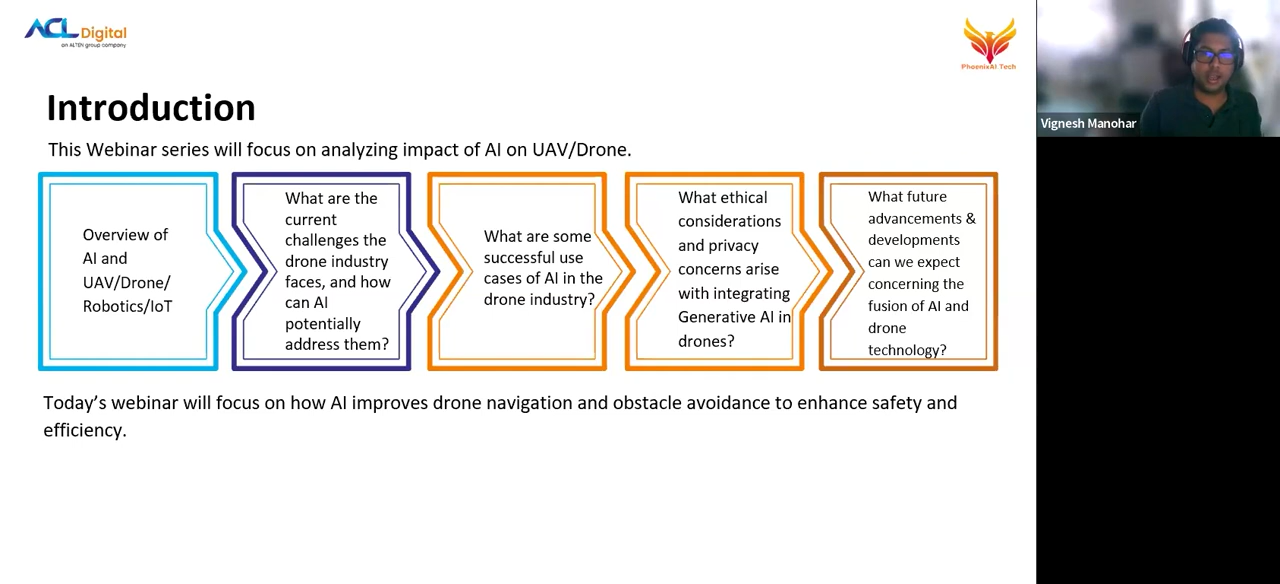 ACL Digital
an ALTEN group company
PhoenixAI Tech
Vignesh Manohar
Introduction
This Webinar series will focus on analyzing impact of AI on UAV/Drone.
Overview of
AI and
UAV/Drone/
Robotics/IoT
What are the
current
challenges the
drone industry
faces, and how
can AI
potentially
address them?
What are some
successful use
cases of AI in the
drone industry?
What ethical
considerations
and privacy
concerns arise
with integrating
Generative AI in
drones?
What future
advancements &
developments
can we expect
concerning the
fusion of AI and
drone
technology?
Today’s webinar will focus on how AI improves drone navigation and obstacle avoidance to enhance safety and
efficiency.